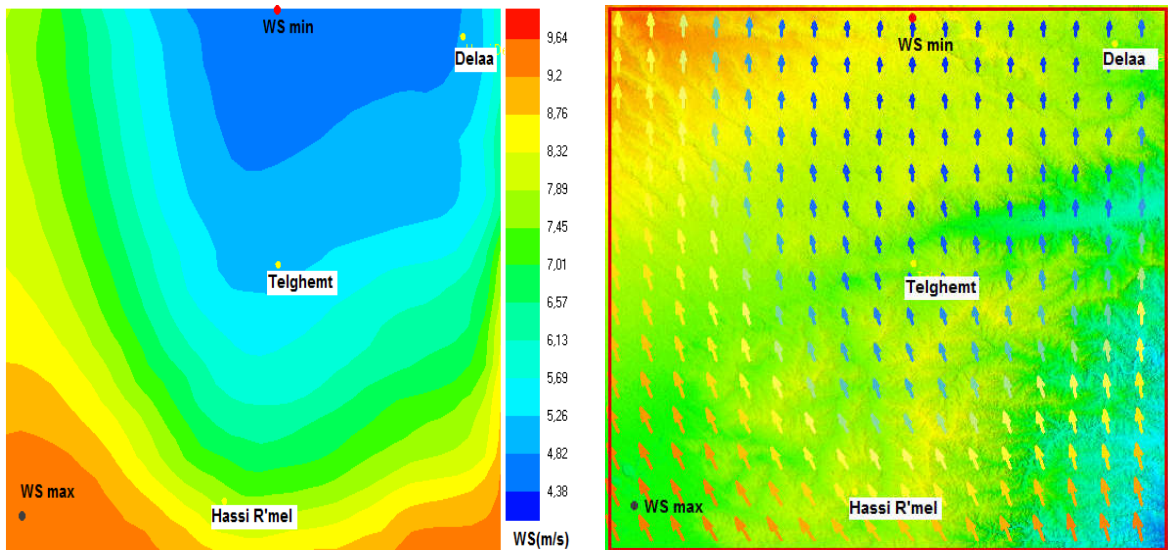 WS min
Delaa
Telghemt
WS max
Hassi R'mel
9,64
9.2
8,76
8,32
7,89
7,45
7,01
6,57
6,13
5,69
5,26
4,82
4,38
WS(m/s)
WS min
Delaa
Telghemt
WS max
Hassi R'mel